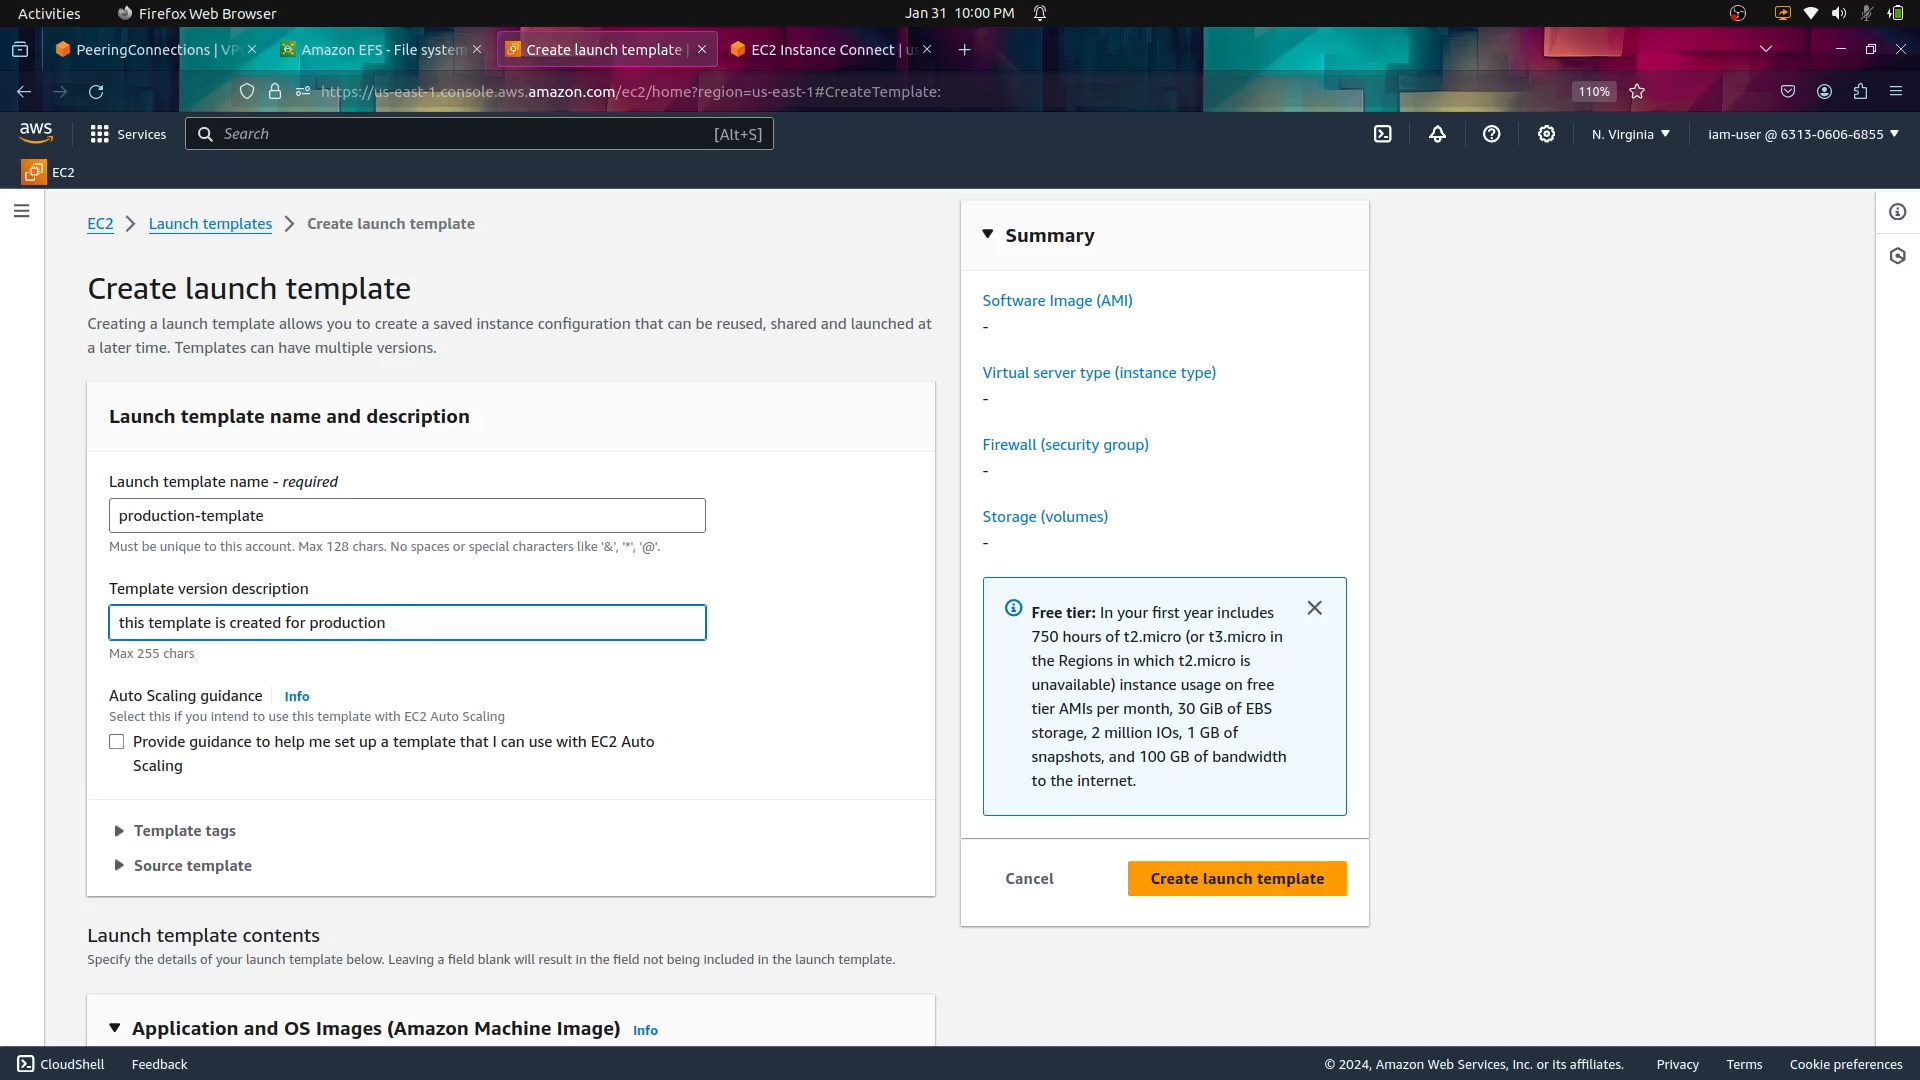 Activities
Firefox Web Browser
Jan 31 10:00 PM
PeeringConnections | VP
Amazon EFS - File system
Create launch template |
EC2 Instance Connect | us
https://us-east-1.console.aws.amazon.com/ec2/home?region=us-east-1#CreateTemplate:
110%
aws
Services
Search
[Alt+S]
N. Virginia
iam-user @ 6313-0606-6855
EC2
EC2
Launch templates
Create launch template
Create launch template
Creating a launch template allows you to create a saved instance configuration that can be reused, shared and launched at
a later time. Templates can have multiple versions.
Launch template name and description
Launch template name - required
production-template
Must be unique to this account. Max 128 chars. No spaces or special characters like '&', '*', '@'.
Template version description
this template is created for production
Max 255 chars
Auto Scaling guidance
Info
Select this if you intend to use this template with EC2 Auto Scaling
Provide guidance to help me set up a template that I can use with EC2 Auto
Scaling
Template tags
Source template
Launch template contents
Specify the details of your launch template below. Leaving a field blank will result in the field not being included in the launch template.
Application and OS Images (Amazon Machine Image)
Info
Summary
Software Image (AMI)
-
Virtual server type (instance type)
-
Firewall (security group)
-
Storage (volumes)
-
Free tier: In your first year includes
750 hours of t2.micro (or t3.micro in
the Regions in which t2.micro is
unavailable) instance usage on free
tier AMIs per month, 30 GiB of EBS
storage, 2 million IOs, 1 GB of
snapshots, and 100 GB of bandwidth
to the internet.
Cancel
Create launch template
CloudShell
Feedback
© 2024, Amazon Web Services, Inc. or its affiliates.
Privacy
Terms
Cookie preferences